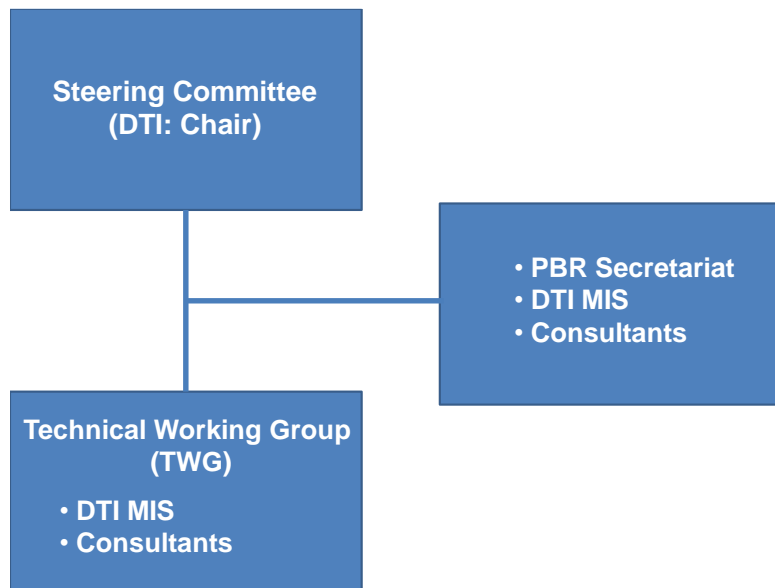 Steering Committee
(DTI: Chair)
• PBR Secretariat
• DTI MIS
• Consultants
Technical Working Group
(TWG)
• DTI MIS
• Consultants